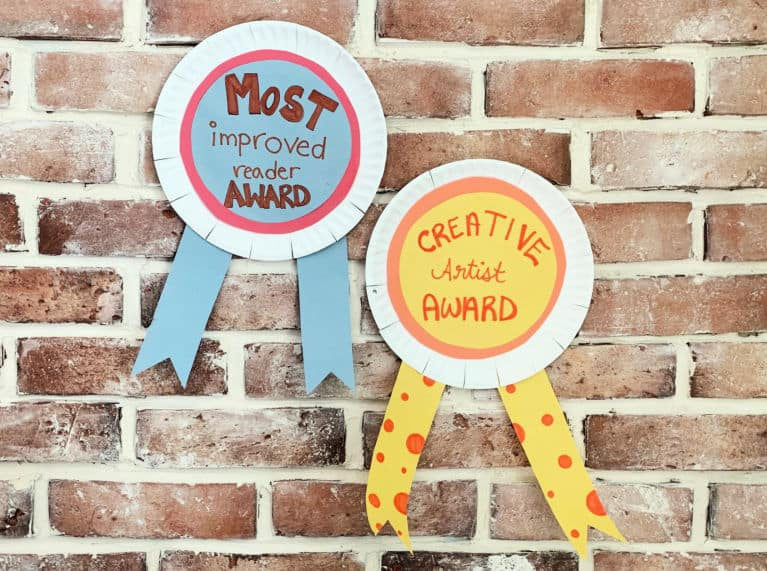 MOST
improved
reader
AWARD
CREATIVE
Artist
AWARD